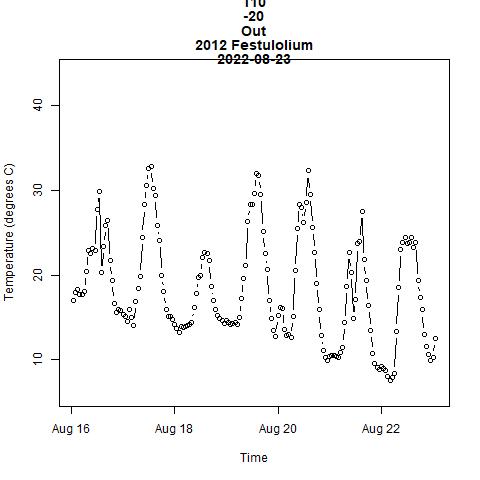 110
-20
Out
2012 Festulolium
2022-08-23
Temperature (degrees C)
40
30
20
10
Aug 16
Aug 18
Aug 20
Aug 22
Time